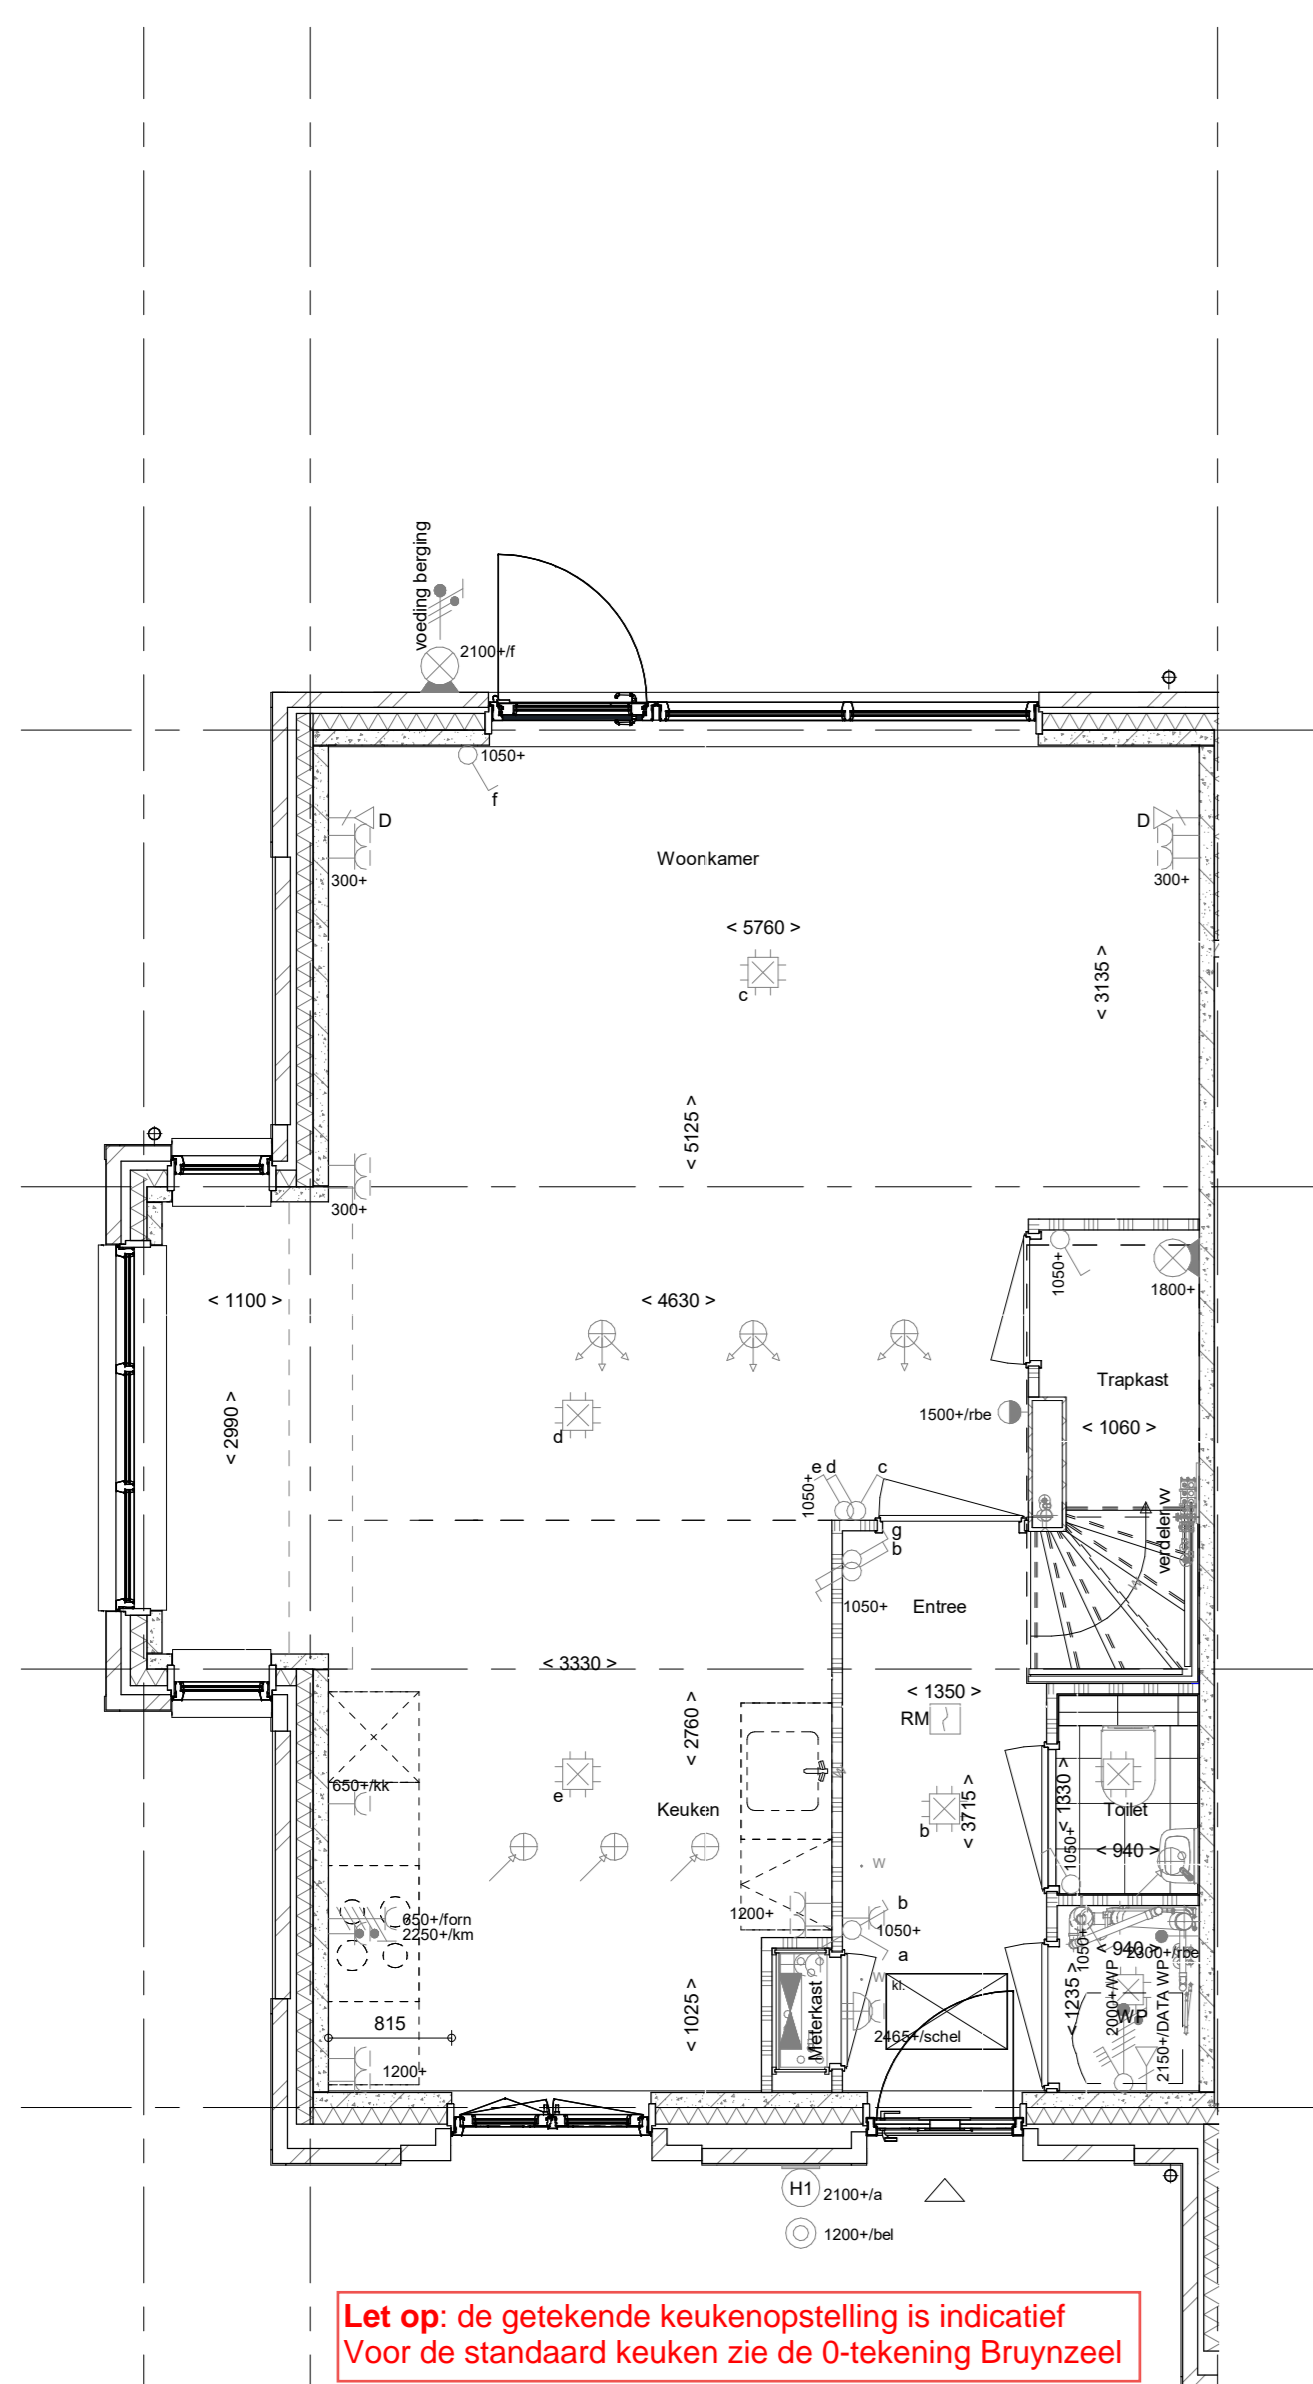 voeding berging
2100+/f
1050+
f
D
300+
D
300+
Woonkamer
< 5760 >
c
< 3135 >
< 5125 >
300+
1050+
1800+
< 1100 >
< 4630 >
Trapkast
< 1060 >
< 2990 >
1500+/rbe
d
e d
c
1050+
verdeler VV
g
b
1050+
Entree
< 3330 >
< 1350 >
RM
< 2760 >
650+/kk
e
Keuken
b
< 3715 >
< 1330 >
Toilet
1050+
< 940 >
w
b
1200+
1050+
650+/forn
2250+/km
a
w
kl.
1050+
< 940 >
2300+/rbe
< 1235 >
2000+/WP
WP
2150+/DATA WP
815
< 1025 >
Meterkast
2465+/schel
1200+
H1
2100+/a
1200+/bel
Let op: de getekende keukenopstelling is indicatief
Voor de standaard keuken zie de 0-tekening Bruynzeel